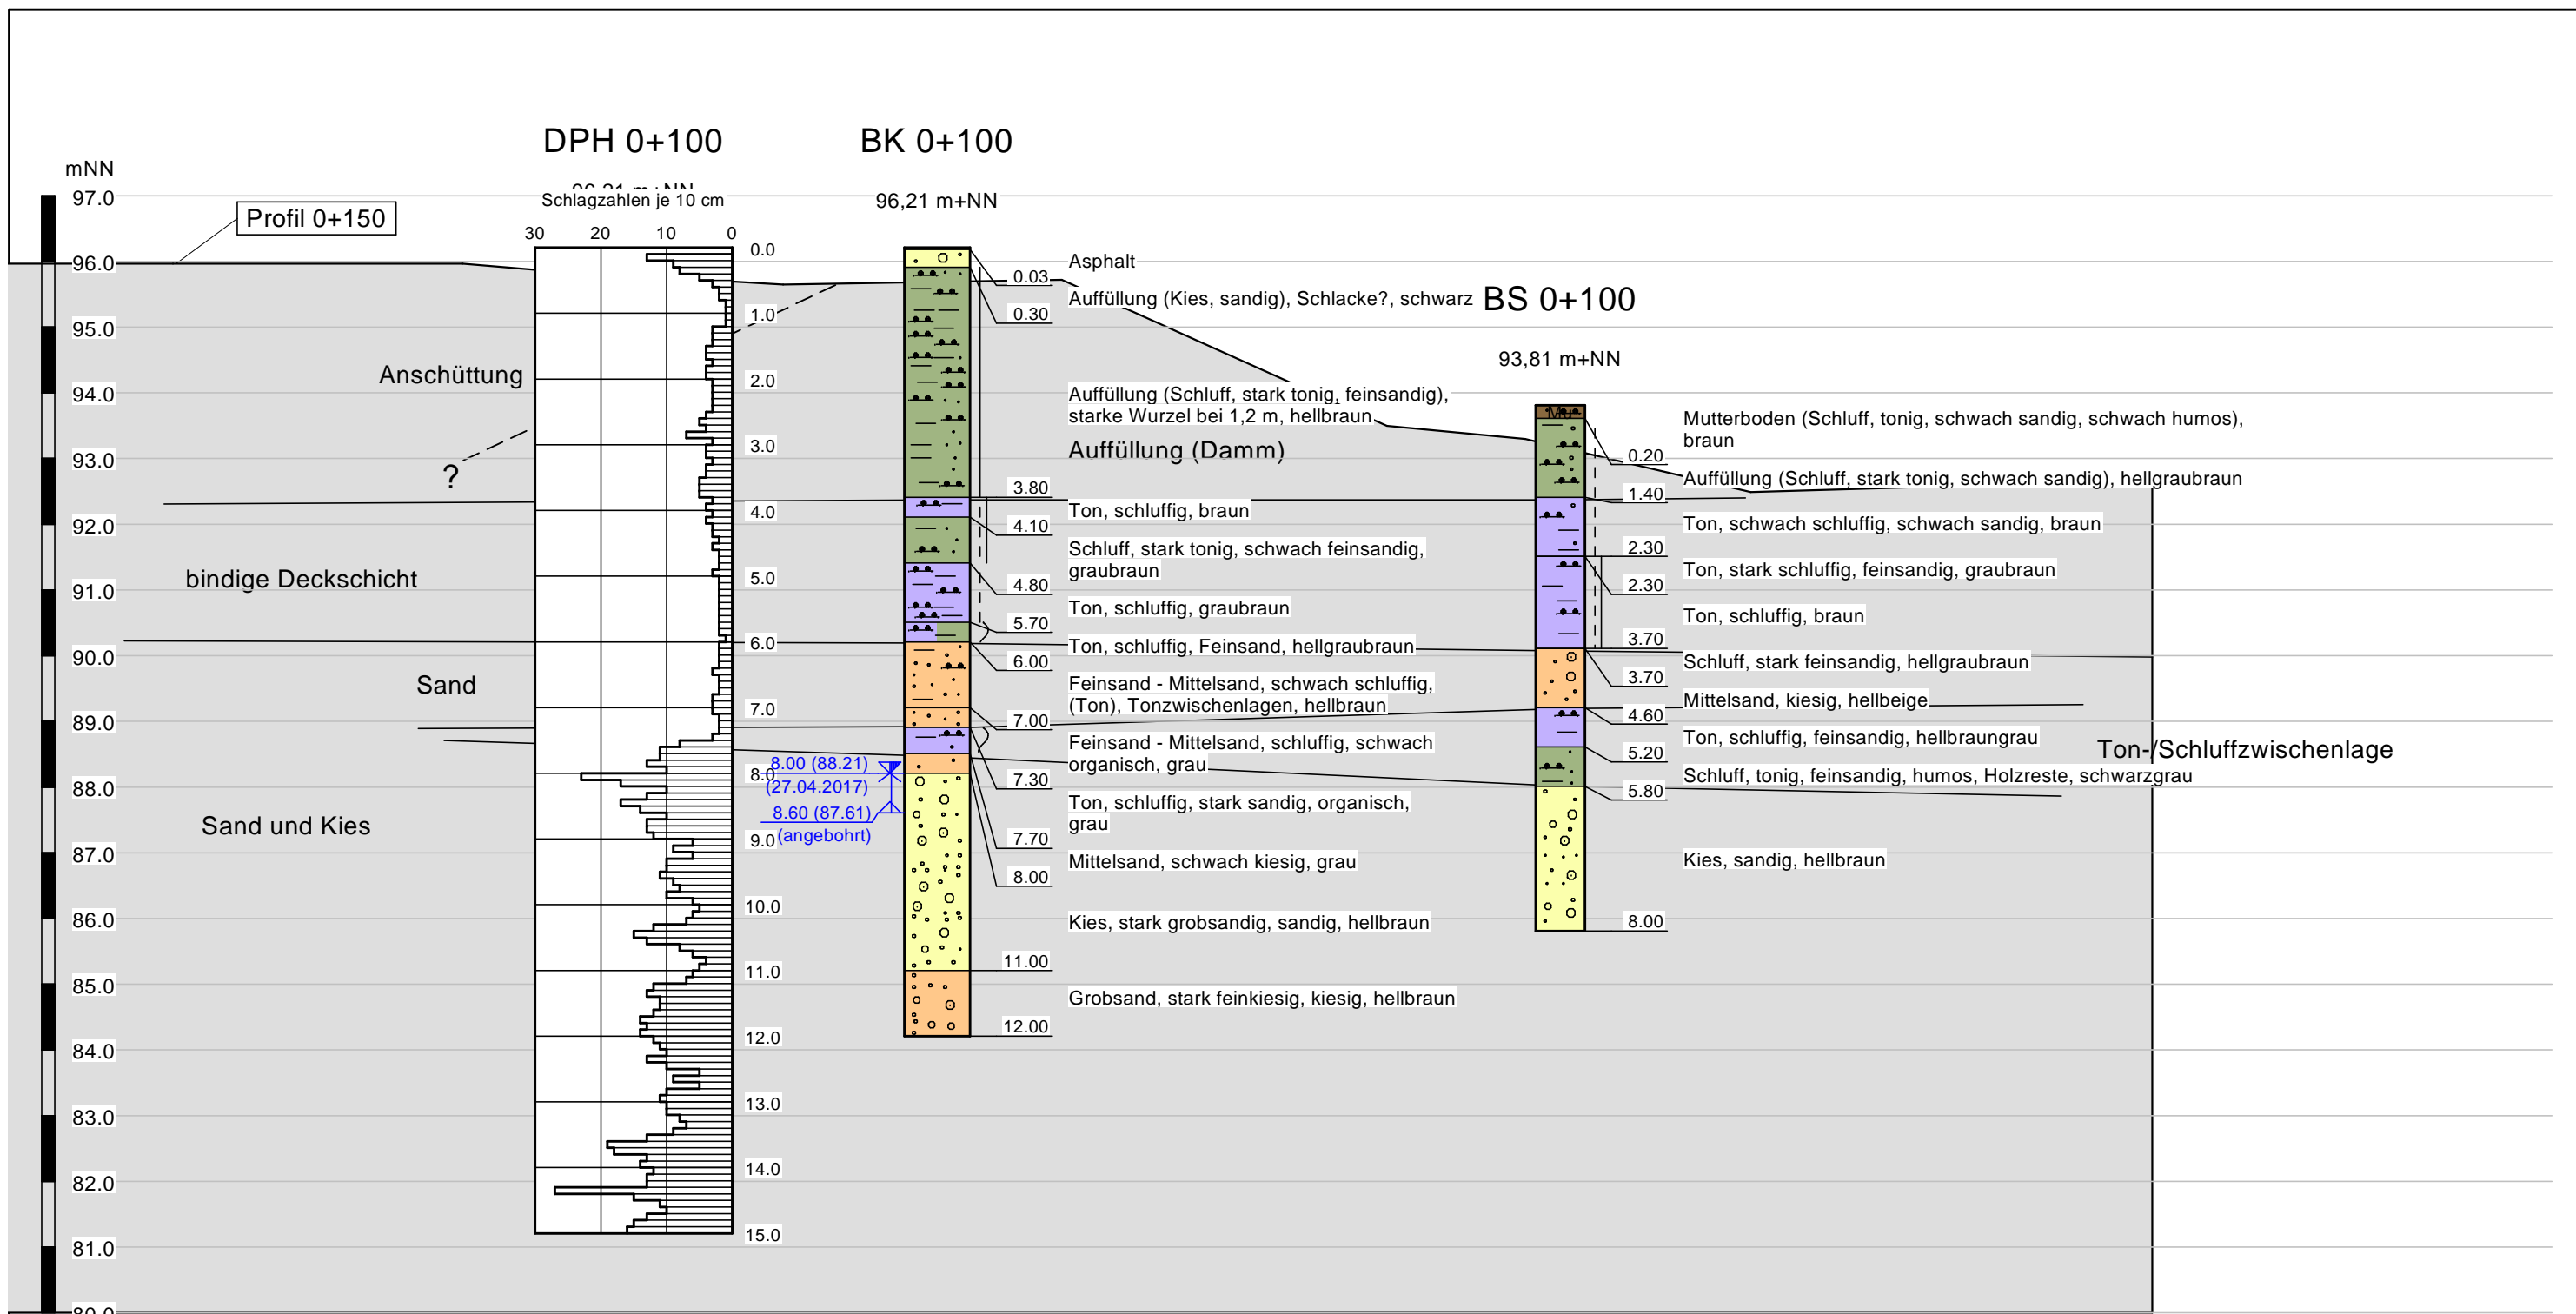 DPH 0+100
BK 0+100
mNN
96,21 m+NN
Schlagzahlen je 10 cm
96,21 m+NN
97.0
Profil 0+150
30 20 10 0
0.0
96.0
Asphalt
0.03
Auffüllung (Kies, sandig), Schlacke?, schwarz
BS 0+100
0.30
1.0
95.0
93,81 m+NN
Anschüttung
2.0
94.0
Auffüllung (Schluff, stark tonig, feinsandig),
starke Wurzel bei 1,2 m, hellbraun
Mu
Mutterboden (Schluff, tonig, schwach sandig, schwach humos),
braun
3.0
Auffüllung (Damm)
93.0
0.20
?
Auffüllung (Schluff, stark tonig, schwach sandig), hellgraubraun
3.80
1.40
4.0
Ton, schluffig, braun
92.0
4.10
Ton, schwach schluffig, schwach sandig, braun
Schluff, stark tonig, schwach feinsandig,
graubraun
2.30
bindige Deckschicht
5.0
Ton, stark schluffig, feinsandig, graubraun
91.0
4.80
2.30
Ton, schluffig, graubraun
Ton, schluffig, braun
5.70
3.70
6.0
Ton, schluffig, Feinsand, hellgraubraun
90.0
6.00
Schluff, stark feinsandig, hellgraubraun
Sand
Feinsand - Mittelsand, schwach schluffig,
(Ton), Tonzwischenlagen, hellbraun
3.70
Mittelsand, kiesig, hellbeige
7.0
89.0
7.00
4.60
Feinsand - Mittelsand, schluffig, schwach
organisch, grau
Ton, schluffig, feinsandig, hellbraungrau
5.20
Ton-/Schluffzwischenlage
8.00 (88.21)
8.0
(27.04.2017)
88.0
7.30
Schluff, tonig, feinsandig, humos, Holzreste, schwarzgrau
5.80
Ton, schluffig, stark sandig, organisch,
grau
8.60 (87.61)
(angebohrt)
Sand und Kies
9.0
7.70
87.0
Mittelsand, schwach kiesig, grau
Kies, sandig, hellbraun
8.00
10.0
86.0
Kies, stark grobsandig, sandig, hellbraun
8.00
11.00
11.0
85.0
Grobsand, stark feinkiesig, kiesig, hellbraun
12.00
12.0
84.0
13.0
83.0
14.0
82.0
15.0
81.0
80.0